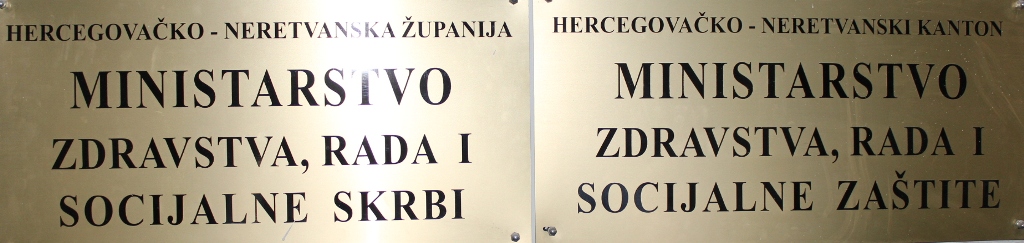 HERCEGOVAČKO - NERETVANSKA ŽUPANIJA
MINISTARSTVO
ZDRAVSTVA, RADA I
SOCIJALNE SKRBI
HERCEGOVAČKO - NERETVANSKI KANTON
MINISTARSTVO
ZDRAVSTVA, RADA I
SOCIJALNE ZAŠTITE